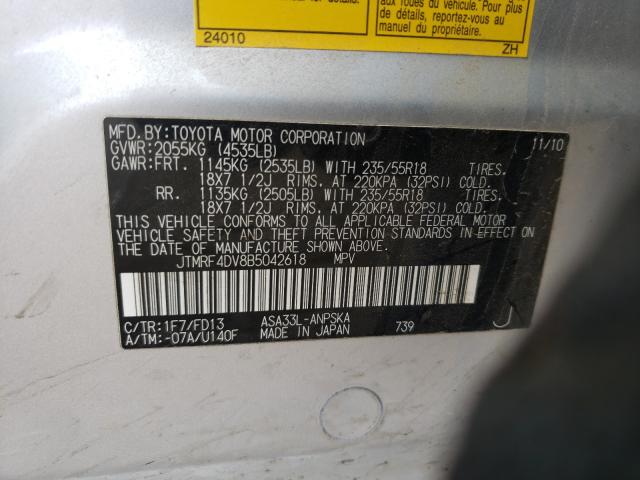 aux roues du véhicule. Pour plus
de détails, reportez-vous au
manuel du propriétaire.
24010 ZH
MFD. BY: TOYOTA MOTOR CORPORATION 11/10
GVWR: 2055KG (4535LB)
GAWR: FRT. 1145KG (2535LB) WITH 235/55R18 TIRES.
18X7 1/2J RIMS. AT 220KPA (32PSI) COLD.
RR. 1135KG (2505LB) WITH 235/55R18 TIRES.
18X7 1/2J RIMS. AT 220KPA (32PSI) COLD.
THIS VEHICLE CONFORMS TO ALL APPLICABLE FEDERAL MOTOR
VEHICLE SAFETY AND THEFT PREVENTION STANDARDS IN EFFECT ON
THE DATE OF MANUFACTURE SHOWN ABOVE.
JTMRF4DV8B5042618 MPV
C/TR: 1F7/FD13 ASA33L-ANPSKA
A/TM: -07A/U140F MADE IN JAPAN 739 J